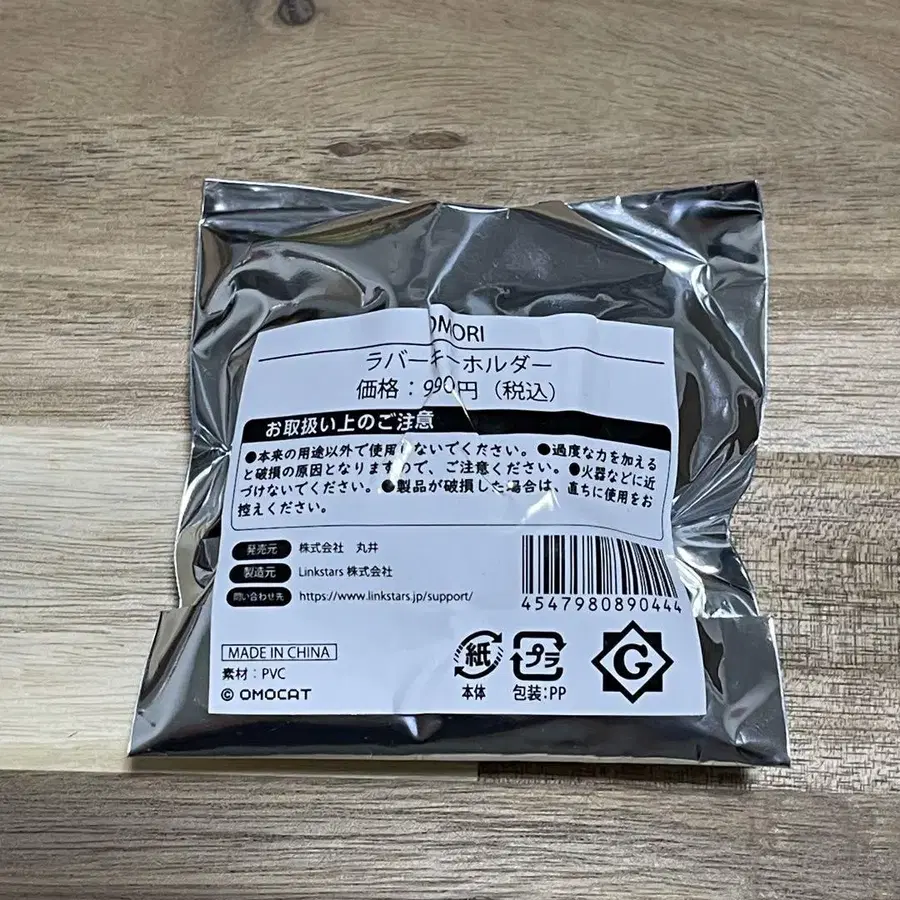 OMORI
ラバーキーホルダー
価格：990円（税込）
お取扱い上のご注意
●本来の用途以外で使用しないでください。●過度な力を加える
と破損の原因となりますので、ご注意ください。●火器などに近
づけないでください。●製品が破損した場合は、直ちに使用をお
控えください。
発売元 株式会社 丸井
製造元 Linkstars 株式会社
問い合わせ先 https://www.linkstars.jp/support/
4547980890444
MADE IN CHINA
素材：PVC
© OMOCAT
紙
本体
プラ
包装:PP
G